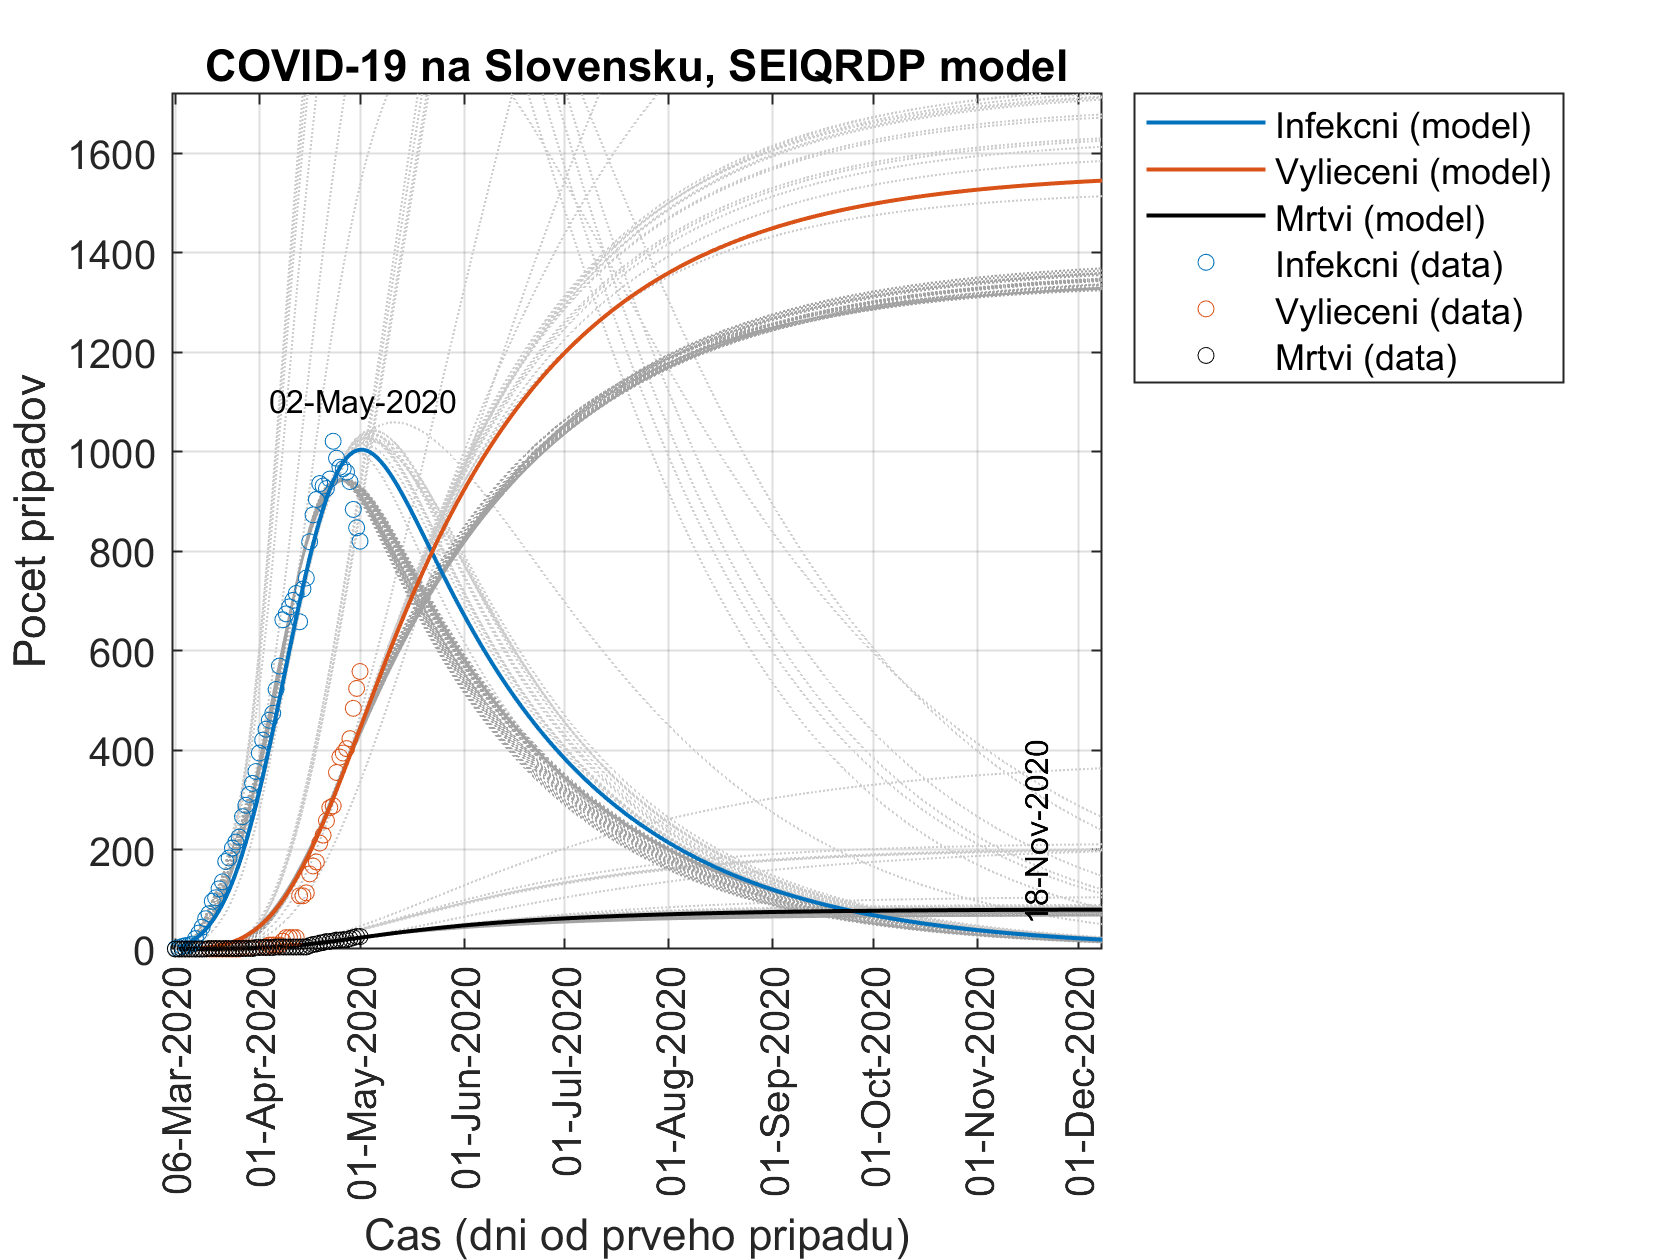 COVID-19 na Slovensku, SEIQRDP model
Infekcni (model)
Vylieceni (model)
Mrtvi (model)
Infekcni (data)
Vylieceni (data)
Mrtvi (data)
Pocet pripadov
1600
1400
1200
1000
800
600
400
200
0
02-May-2020
18-Nov-2020
06-Mar-2020
01-Apr-2020
01-May-2020
01-Jun-2020
01-Jul-2020
01-Aug-2020
01-Sep-2020
01-Oct-2020
01-Nov-2020
01-Dec-2020
Cas (dni od prveho pripadu)